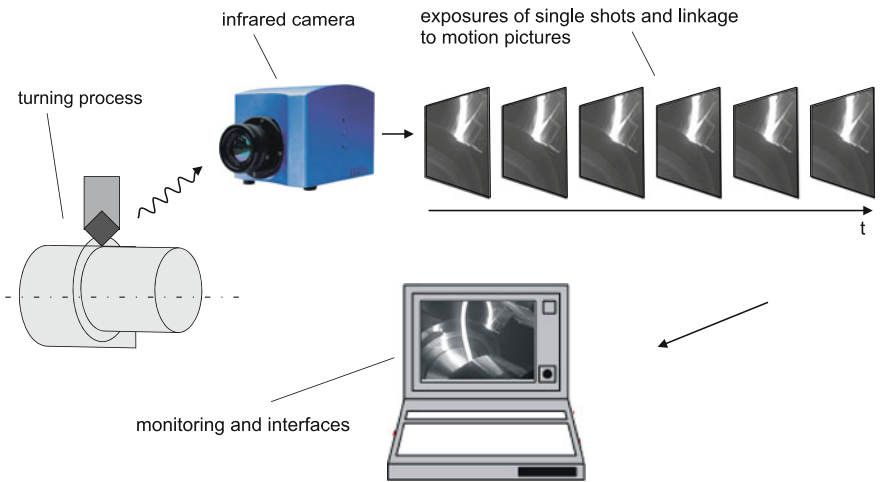 infrared camera
exposures of single shots and linkage
to motion pictures
turning process
t
monitoring and interfaces